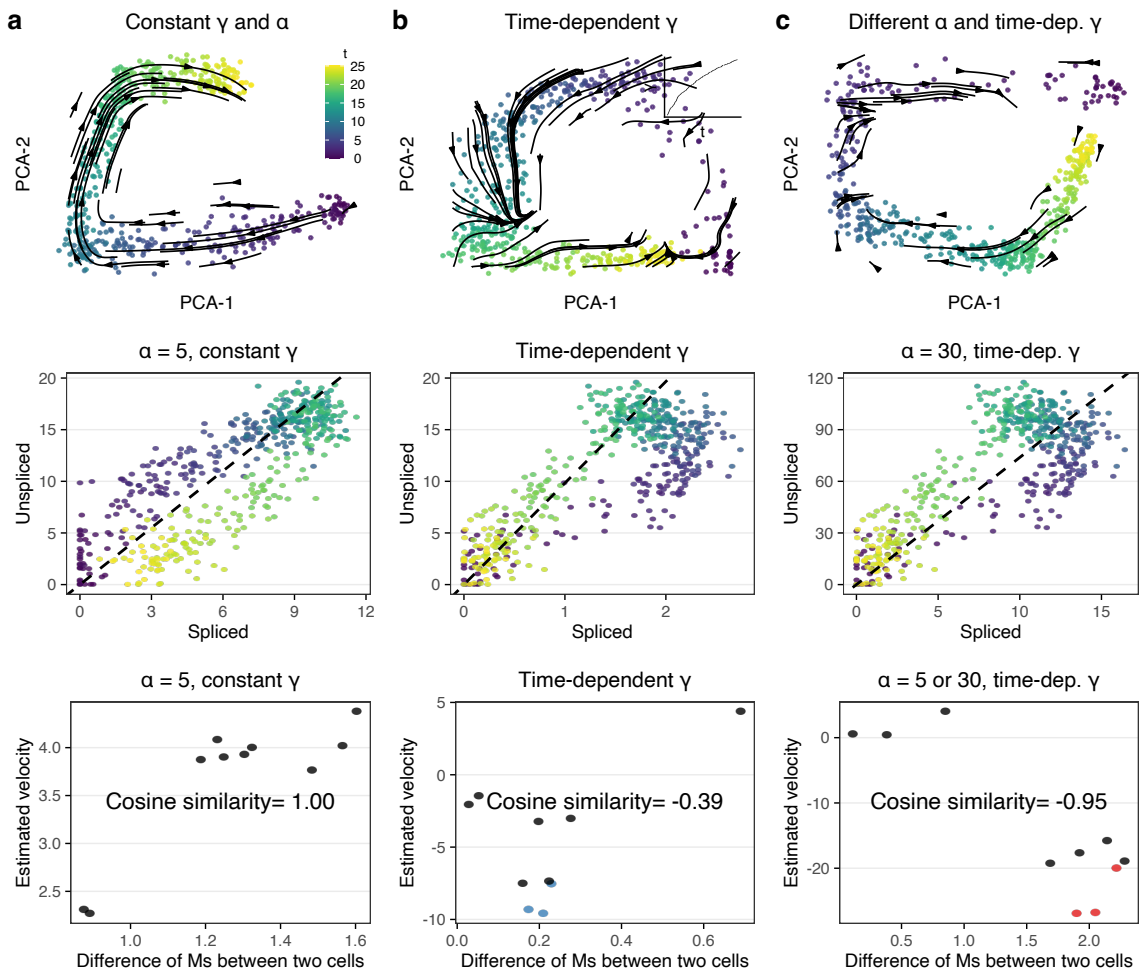 a
Constant γ and α
b
Time-dependent γ
c
Different α and time-dep. γ
t
25
20
15
10
5
0
t
PCA-2
PCA-2
PCA-2
PCA-1
PCA-1
PCA-1
α = 5, constant γ
Time-dependent γ
α = 30, time-dep. γ
Unspliced
20
15
10
5
0
0
3
6
9
12
Spliced
Unspliced
20
15
10
5
0
0
1
2
Spliced
Unspliced
120
90
60
30
0
0
5
10
15
Spliced
α = 5, constant γ
Time-dependent γ
α = 5 or 30, time-dep. γ
Estimated velocity
4.0
3.5
3.0
2.5
Cosine similarity= 1.00
1.0
1.2
1.4
1.6
Difference of Ms between two cells
Estimated velocity
5
0
-5
-10
Cosine similarity= -0.39
0.0
0.2
0.4
0.6
Difference of Ms between two cells
Estimated velocity
0
-10
-20
Cosine similarity= -0.95
0.5
1.0
1.5
2.0
Difference of Ms between two cells